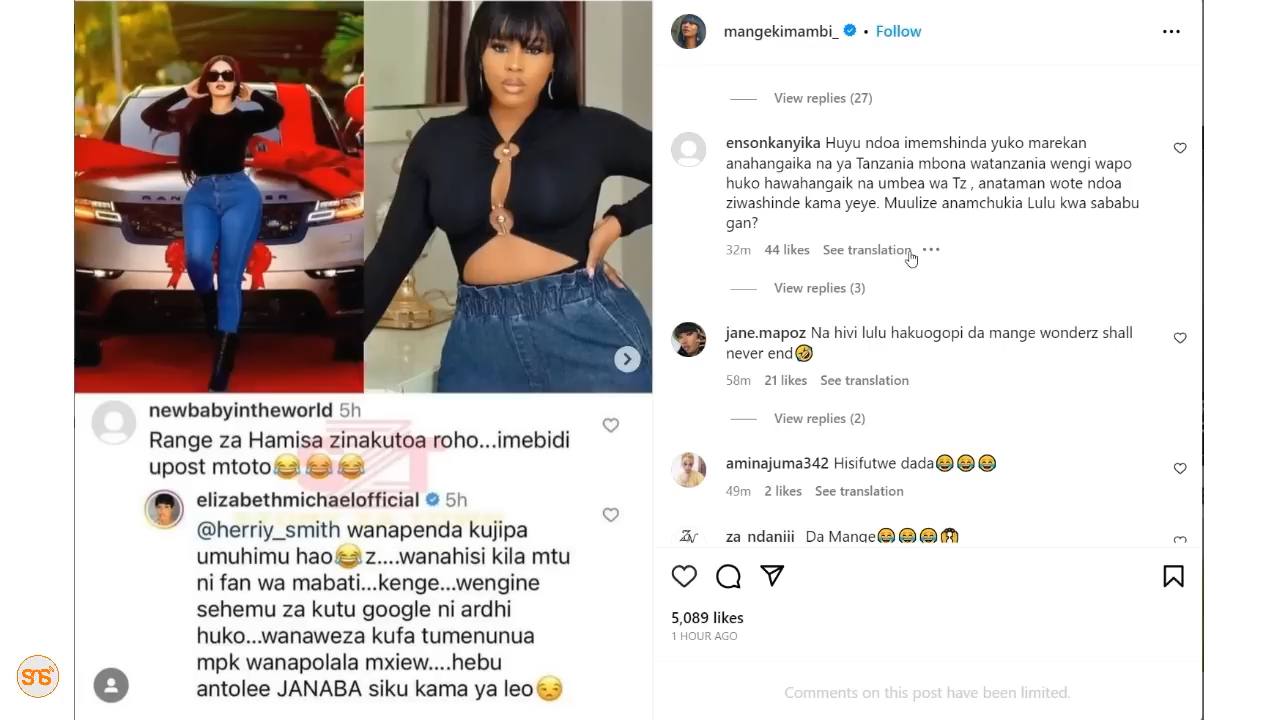 RANGE ROVER
newbabyintheworld 5h
Range za Hamisa zinakutoa roho...imebidi
upost mtoto😂😂😂
elizabethmichaelofficial 5h
@herriy_smith wanapenda kujipa
umuhimu hao😂z....wanahisi kila mtu
ni fan wa mabati...kenge...wengine
sehemu za kutu google ni ardhi
huko...wanaweza kufa tumenunua
mpk wanapolala mxiew....hebu
antolee JANABA siku kama ya leo😒
SNS
mangekimambi_ • Follow
View replies (27)
ensonkanyika Huyu ndoa imemshinda yuko marekan
anahangaika na ya Tanzania mbona watanzania wengi wapo
huko hawahangaik na umbea wa Tz , anataman wote ndoa
ziwashinde kama yeye. Muulize anamchukia Lulu kwa sababu
gan?
32m 44 likes See translation
View replies (3)
jane.mapoz Na hivi lulu hakuogopi da mange wonderz shall
never end🤣
58m 21 likes See translation
View replies (2)
aminajuma342 Hisifutwe dada😂😂😂
49m 2 likes See translation
za_ndaniii Da Mange😂😂😂
5,089 likes
1 HOUR AGO
Comments on this post have been limited.